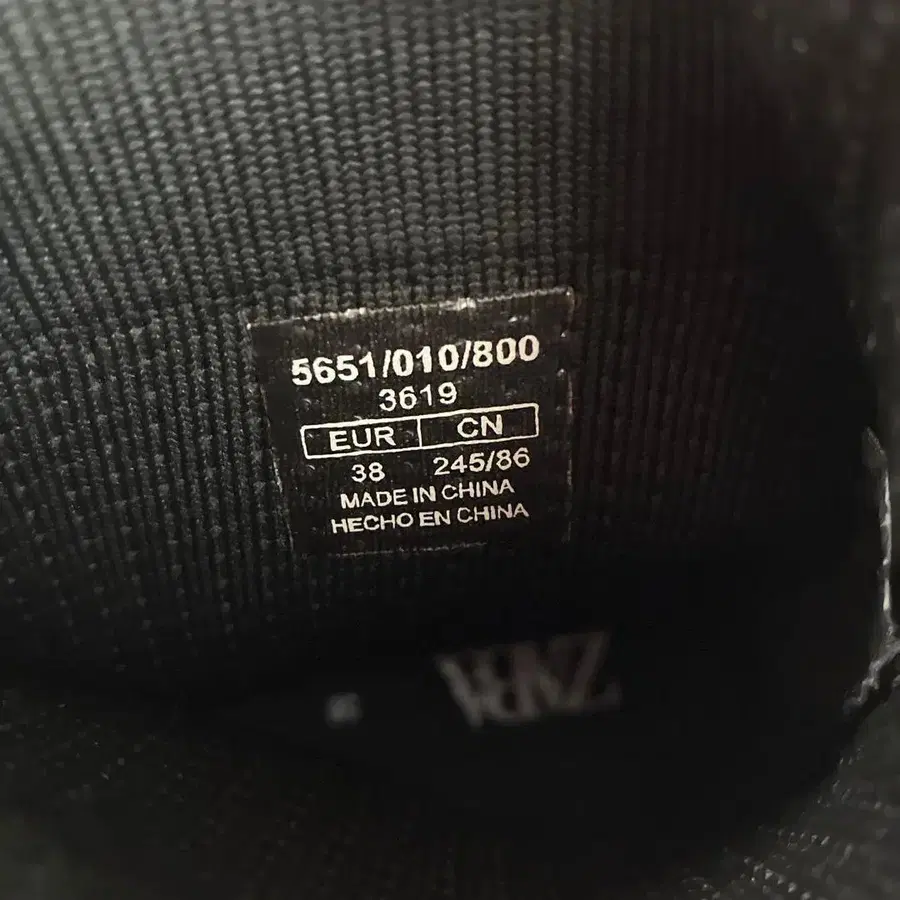 5651/010/800
3619
EUR CN
38 245/86
MADE IN CHINA
HECHO EN CHINA
ZARA